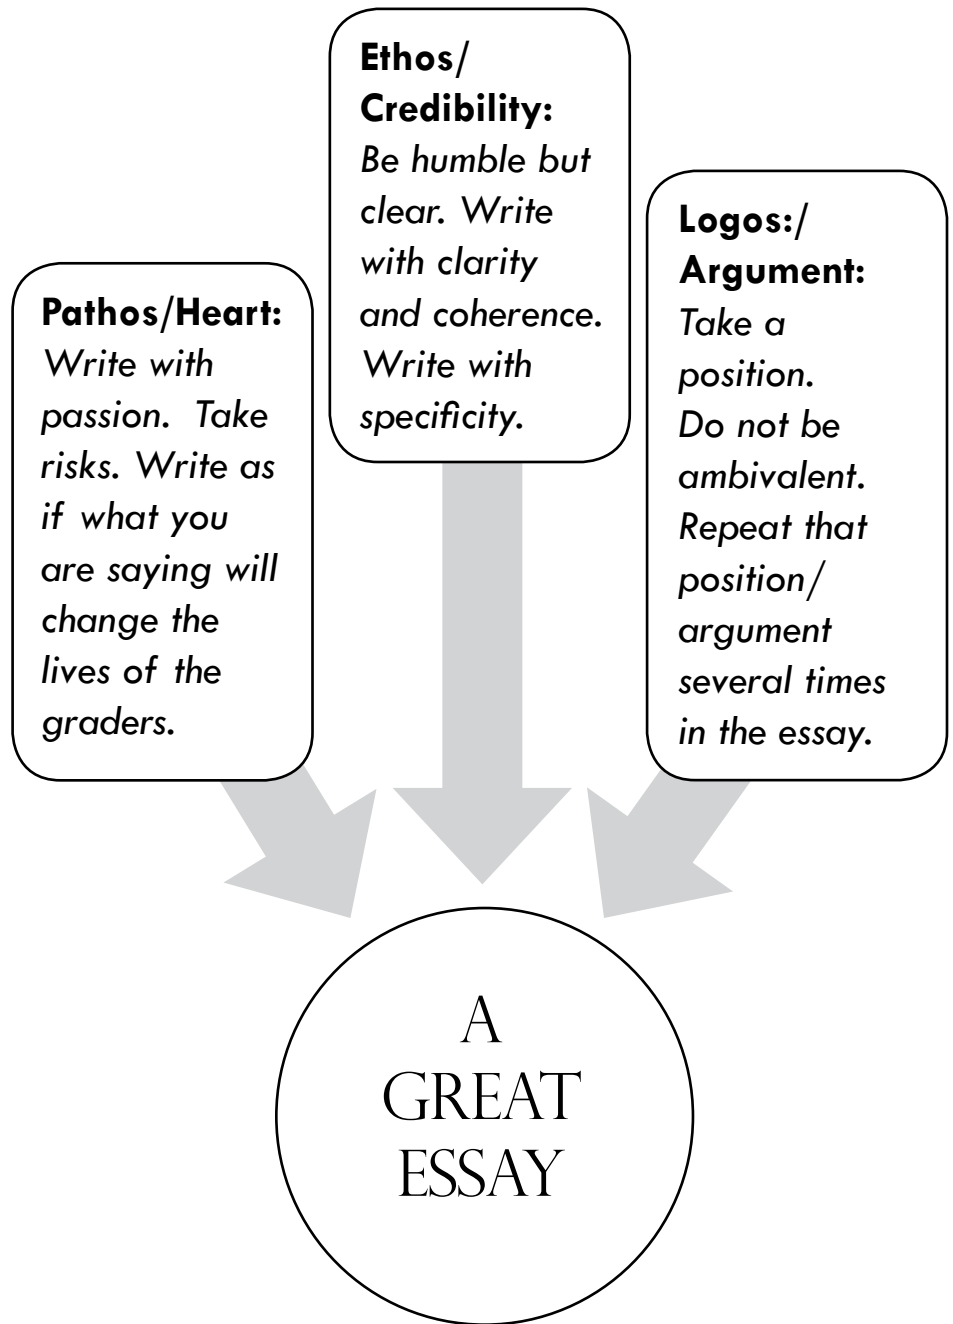 Pathos/Heart:
Write with
passion.  Take
risks. Write as
if what you
are saying will
change the
lives of the
graders.
Ethos/
Credibility:
Be humble but
clear. Write
with clarity
and coherence.
Write with
specificity.
Logos:/
Argument:
Take a
position.
Do not be
ambivalent.
Repeat that
position/
argument
several times
in the essay.
A
GREAT
ESSAY